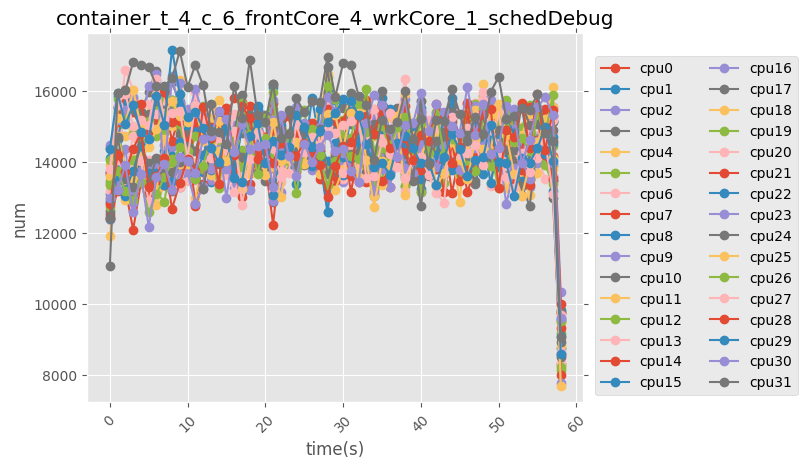 container_t_4_c_6_frontCore_4_wrkCore_1_schedDebug
num
16000
14000
12000
10000
8000
0
10
20
30
40
50
60
time(s)
cpu0
cpu1
cpu2
cpu3
cpu4
cpu5
cpu6
cpu7
cpu8
cpu9
cpu10
cpu11
cpu12
cpu13
cpu14
cpu15
cpu16
cpu17
cpu18
cpu19
cpu20
cpu21
cpu22
cpu23
cpu24
cpu25
cpu26
cpu27
cpu28
cpu29
cpu30
cpu31